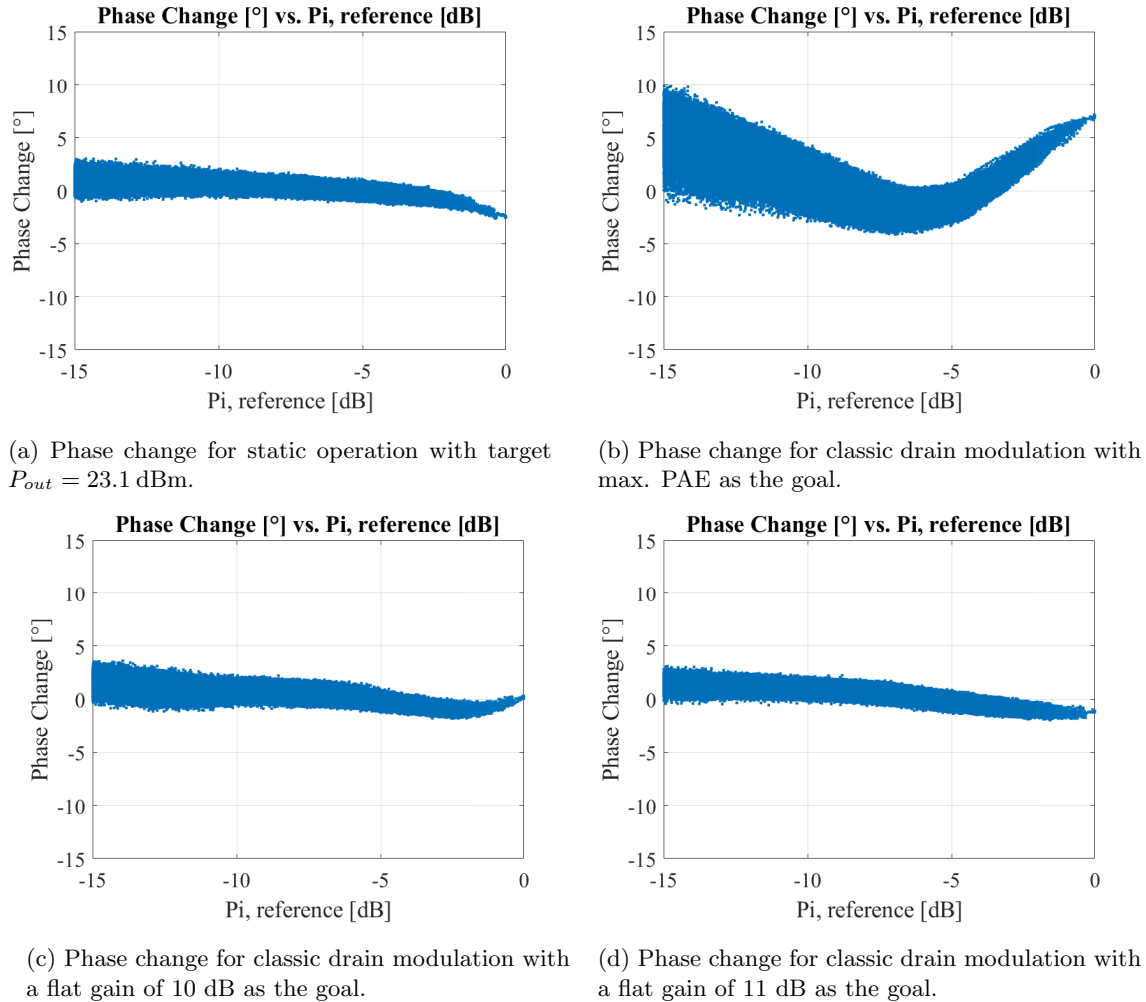 Phase Change [°] vs. Pi, reference [dB]
15
10
5
0
-5
-10
-15
Phase Change [°]
-15
-10
-5
0
Pi, reference [dB]
(a) Phase change for static operation with target
P_out = 23.1 dBm.
Phase Change [°] vs. Pi, reference [dB]
15
10
5
0
-5
-10
-15
Phase Change [°]
-15
-10
-5
0
Pi, reference [dB]
(b) Phase change for classic drain modulation with
max. PAE as the goal.
Phase Change [°] vs. Pi, reference [dB]
15
10
5
0
-5
-10
-15
Phase Change [°]
-15
-10
-5
0
Pi, reference [dB]
(c) Phase change for classic drain modulation with
a flat gain of 10 dB as the goal.
Phase Change [°] vs. Pi, reference [dB]
15
10
5
0
-5
-10
-15
Phase Change [°]
-15
-10
-5
0
Pi, reference [dB]
(d) Phase change for classic drain modulation with
a flat gain of 11 dB as the goal.